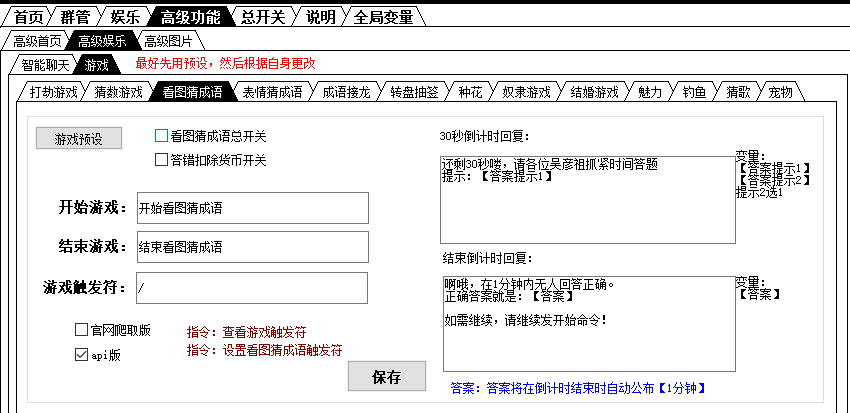 首页 群管 娱乐 高级功能 总开关 说明 全局变量
高级首页 高级娱乐 高级图片
智能聊天 游戏 最好先用预设，然后根据自身更改
打劫游戏 猜数游戏 看图猜成语 表情猜成语 成语接龙 转盘抽签 种花 奴隶游戏 结婚游戏 魅力 钓鱼 猜歌 宠物
游戏预设
看图猜成语总开关
答错扣除货币开关
开始游戏：
开始看图猜成语
结束游戏：
结束看图猜成语
游戏触发符：
/
官网爬取版
api版
指令：查看游戏触发符
指令：设置看图猜成语触发符
保存
30秒倒计时回复：
还剩30秒喽，请各位吴彦祖抓紧时间答题
提示：【答案提示1】
变量：
【答案提示1】
【答案提示2】
提示2选1
结束倒计时回复：
啊哦，在1分钟内无人回答正确。
正确答案就是：【答案】
如需继续，请继续发开始命令！
变量：
【答案】
答案：答案将在倒计时结束时自动公布【1分钟】